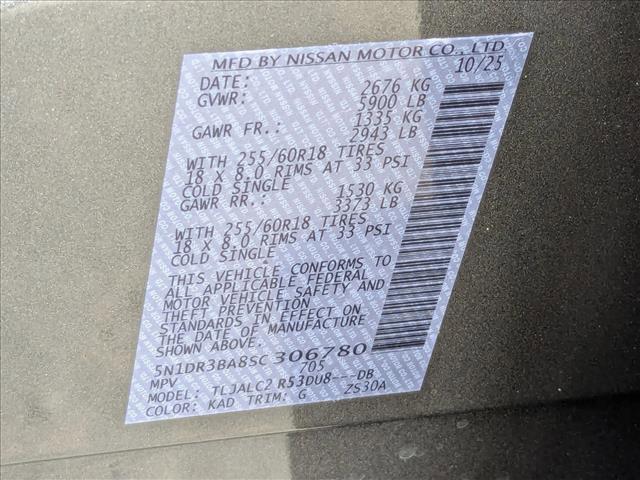 MFD BY NISSAN MOTOR CO., LTD.
DATE: 10/25
GVWR: 2676 KG
5900 LB
GAWR FR.: 1335 KG
2943 LB
WITH 255/60R18 TIRES
18 X 8.0 RIMS AT 33 PSI
COLD SINGLE
GAWR RR.: 1530 KG
3373 LB
WITH 255/60R18 TIRES
18 X 8.0 RIMS AT 33 PSI
COLD SINGLE
THIS VEHICLE CONFORMS TO
ALL APPLICABLE FEDERAL
MOTOR VEHICLE SAFETY AND
THEFT PREVENTION
STANDARDS IN EFFECT ON
THE DATE OF MANUFACTURE
SHOWN ABOVE.
5N1DR3BA8SC306780
MPV 705
MODEL: TLJALC2 R53DU8---DB
COLOR: KAD TRIM: G ZS30A